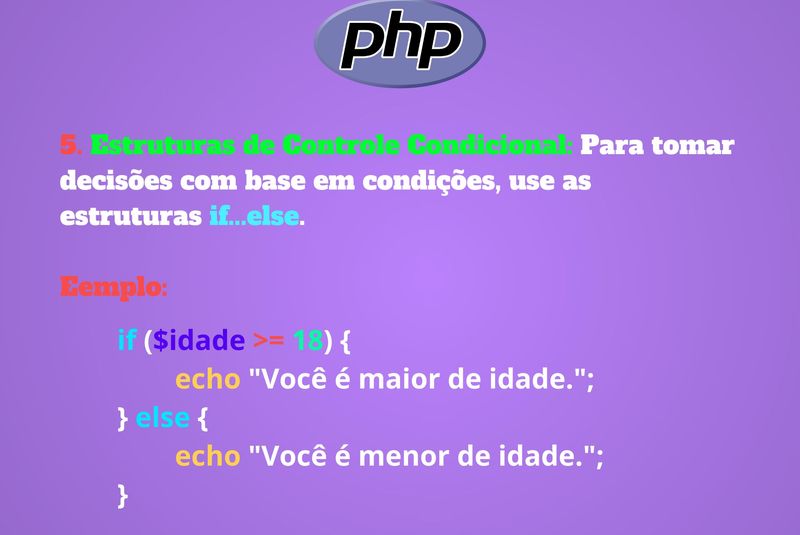 php
5. Estruturas de Controle Condicional: Para tomar
decisões com base em condições, use as
estruturas if...else.
Eemplo:
if ($idade >= 18) {
echo "Você é maior de idade.";
} else {
echo "Você é menor de idade.";
}